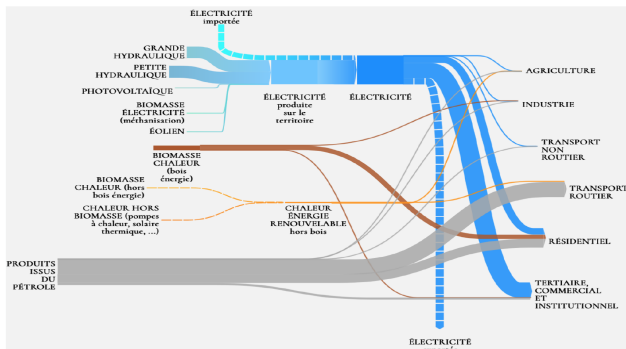 ÉLECTRICITÉ
importée
GRANDE
HYDRAULIQUE
PETITE
HYDRAULIQUE
PHOTOVOLTAÏQUE
BIOMASSE
ÉLECTRICITÉ
(méthanisation)
ÉOLIEN
ÉLECTRICITÉ
produite
sur le
territoire
ÉLECTRICITÉ
BIOMASSE
CHALEUR
(bois
énergie)
BIOMASSE
CHALEUR (hors
bois énergie)
CHALEUR HORS
BIOMASSE (pompes
à chaleur, solaire
thermique, ...)
CHALEUR
ÉNERGIE
RENOUVELABLE
hors bois
PRODUITS
ISSUS
DU
PÉTROLE
AGRICULTURE
INDUSTRIE
TRANSPORT
NON
ROUTIER
TRANSPORT
ROUTIER
RÉSIDENTIEL
TERTIAIRE,
COMMERCIAL
ET
INSTITUTIONNEL
ÉLECTRICITÉ